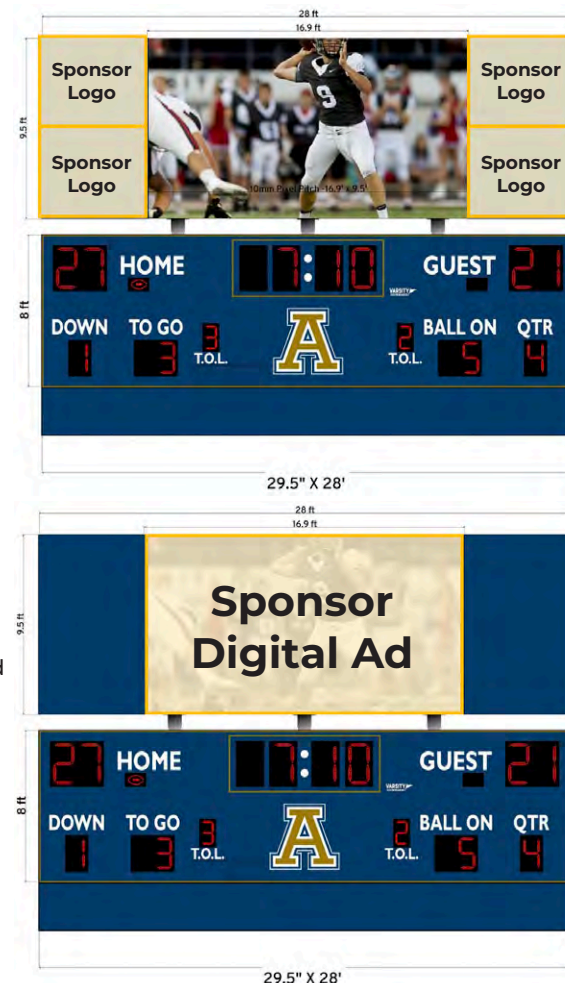 28 ft
16.9 ft
Sponsor
Logo
Sponsor
Logo
9.5 ft
9
Sponsor
Logo
Sponsor
Logo
10mm Pixel Pitch -16.9' x 9.5'
27 HOME 7:10 GUEST 21
VARSITY
8 ft
DOWN TO GO 3 A 2 BALL ON QTR
1 3 T.O.L. T.O.L. 5 4
29.5" X 28'
28 ft
16.9 ft
9.5 ft
Sponsor
Digital Ad
d
27 HOME 7:10 GUEST 21
VARSITY
8 ft
DOWN TO GO 3 A 2 BALL ON QTR
1 3 T.O.L. T.O.L. 5 4
29.5" X 28'